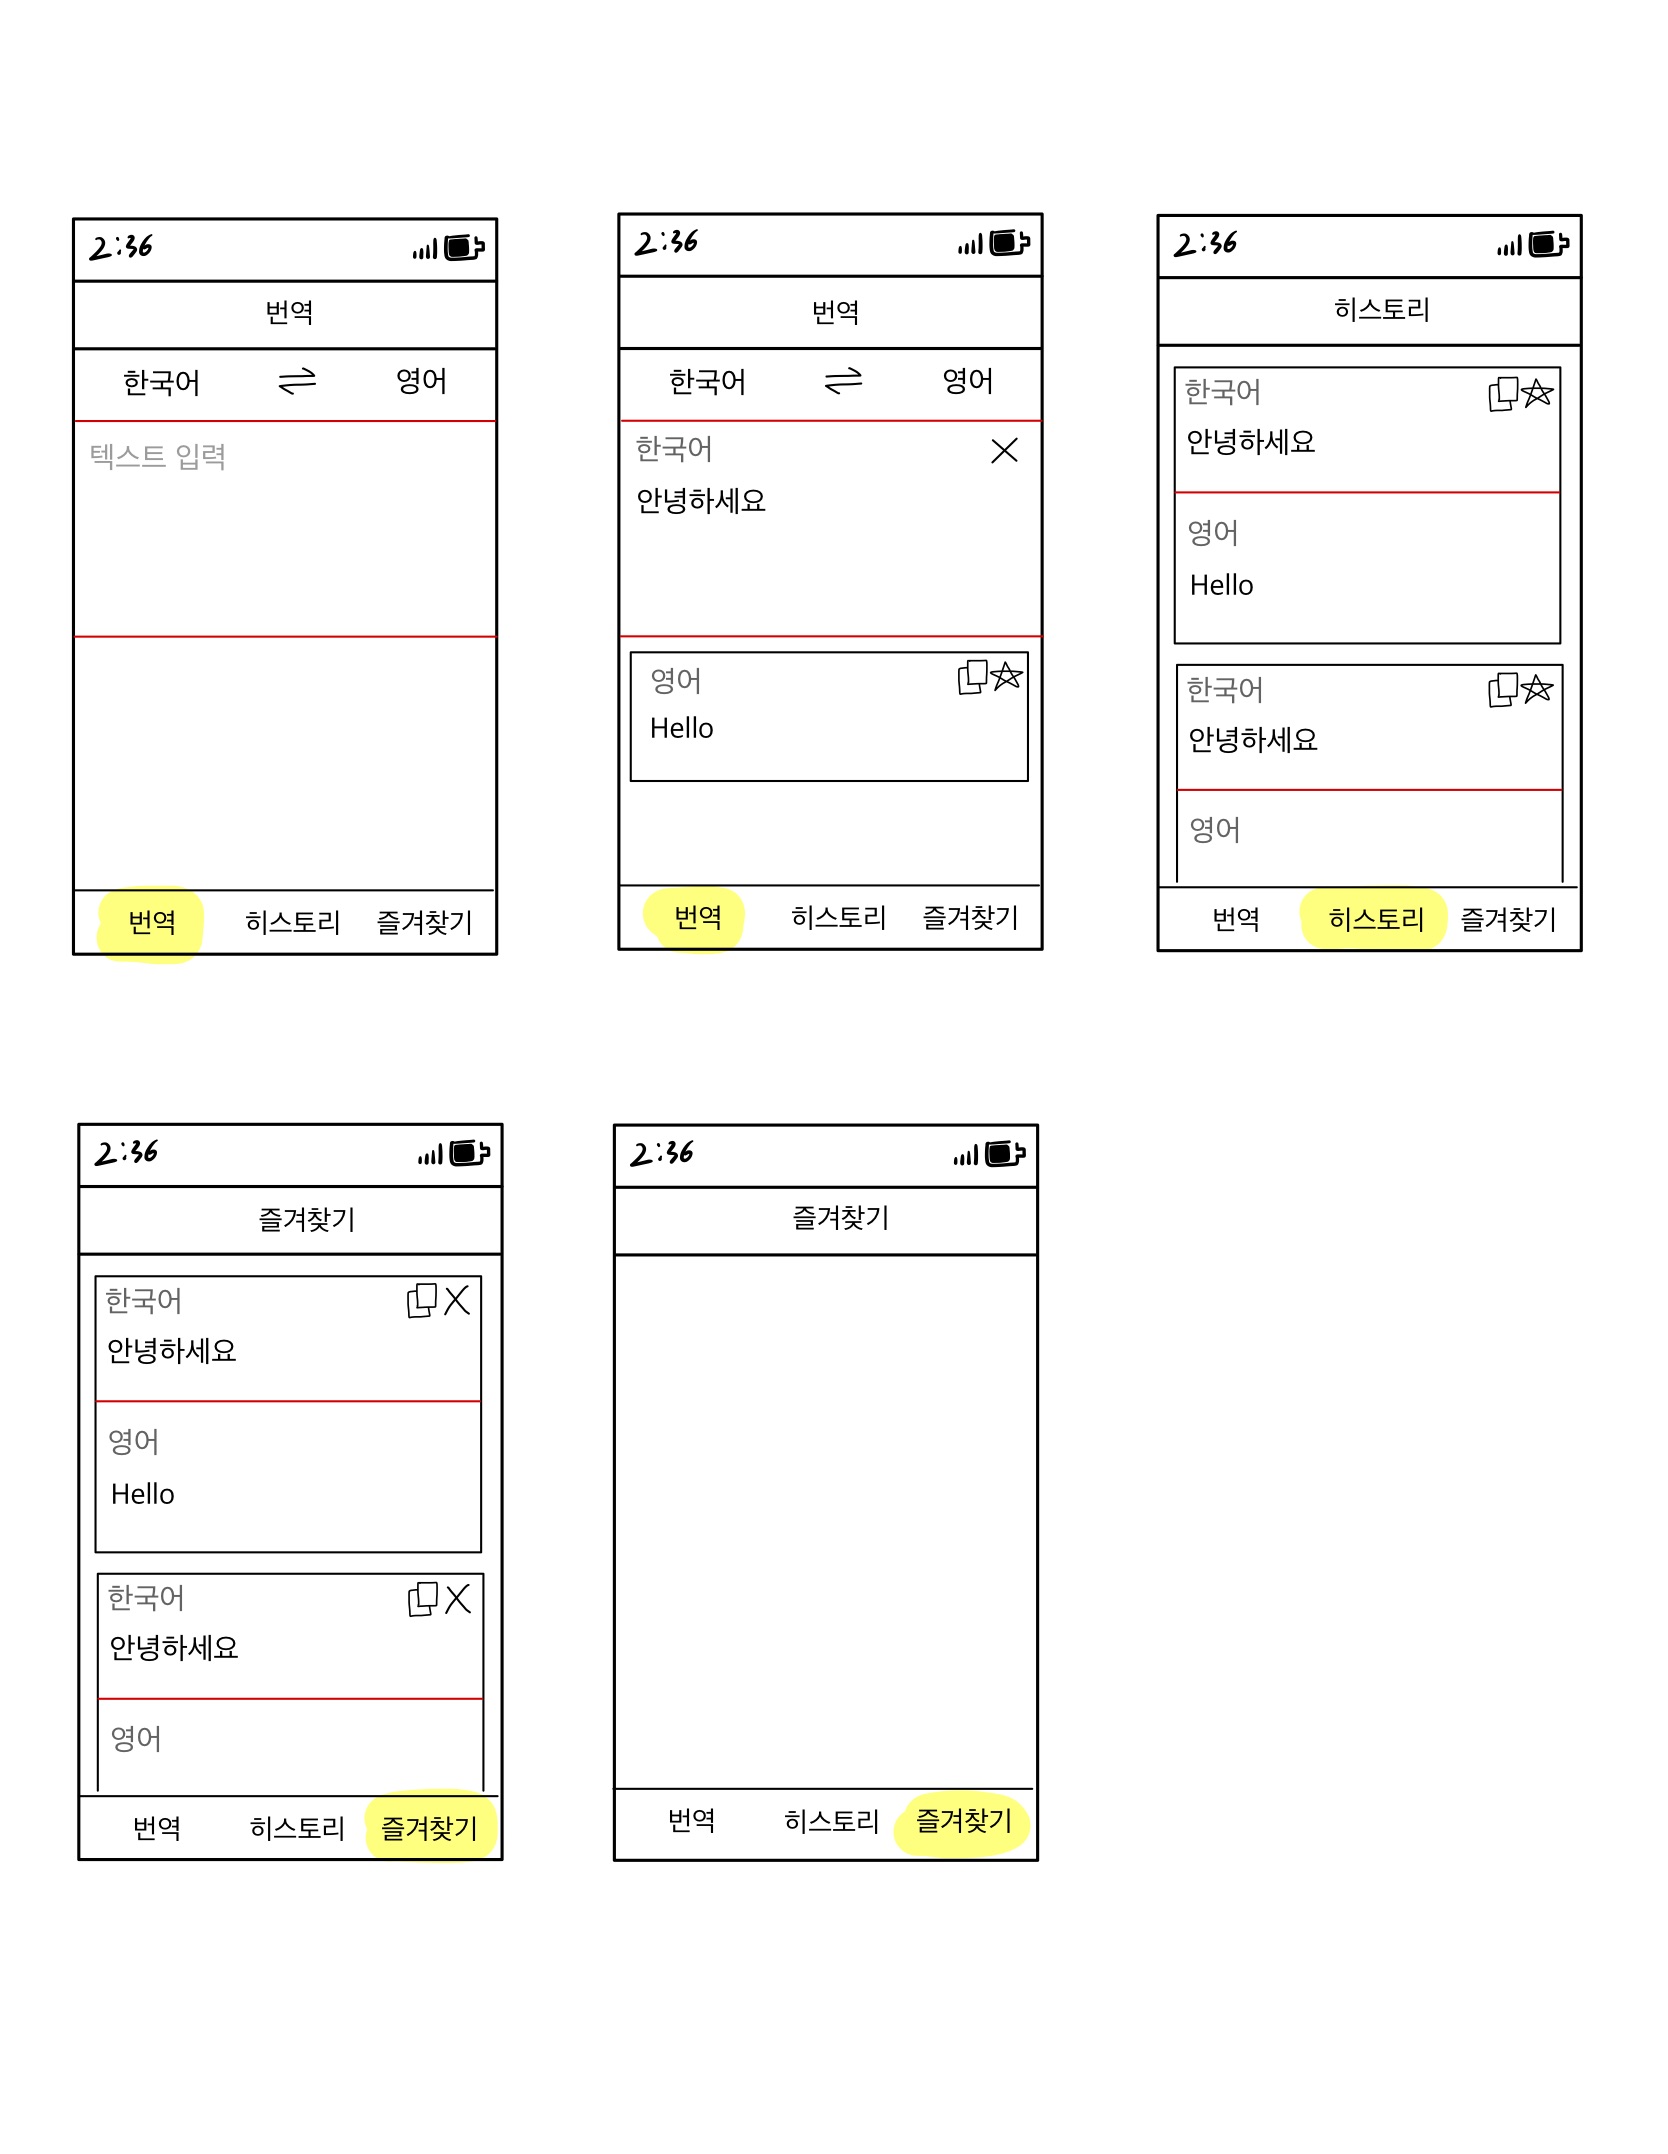 2:36
번역
한국어 영어
텍스트 입력
번역 히스토리 즐겨찾기
2:36
번역
한국어 영어
한국어
안녕하세요
영어
Hello
번역 히스토리 즐겨찾기
2:36
히스토리
한국어
안녕하세요
영어
Hello
한국어
안녕하세요
영어
번역 히스토리 즐겨찾기
2:36
즐겨찾기
한국어
안녕하세요
영어
Hello
한국어
안녕하세요
영어
번역 히스토리 즐겨찾기
2:36
즐겨찾기
번역 히스토리 즐겨찾기